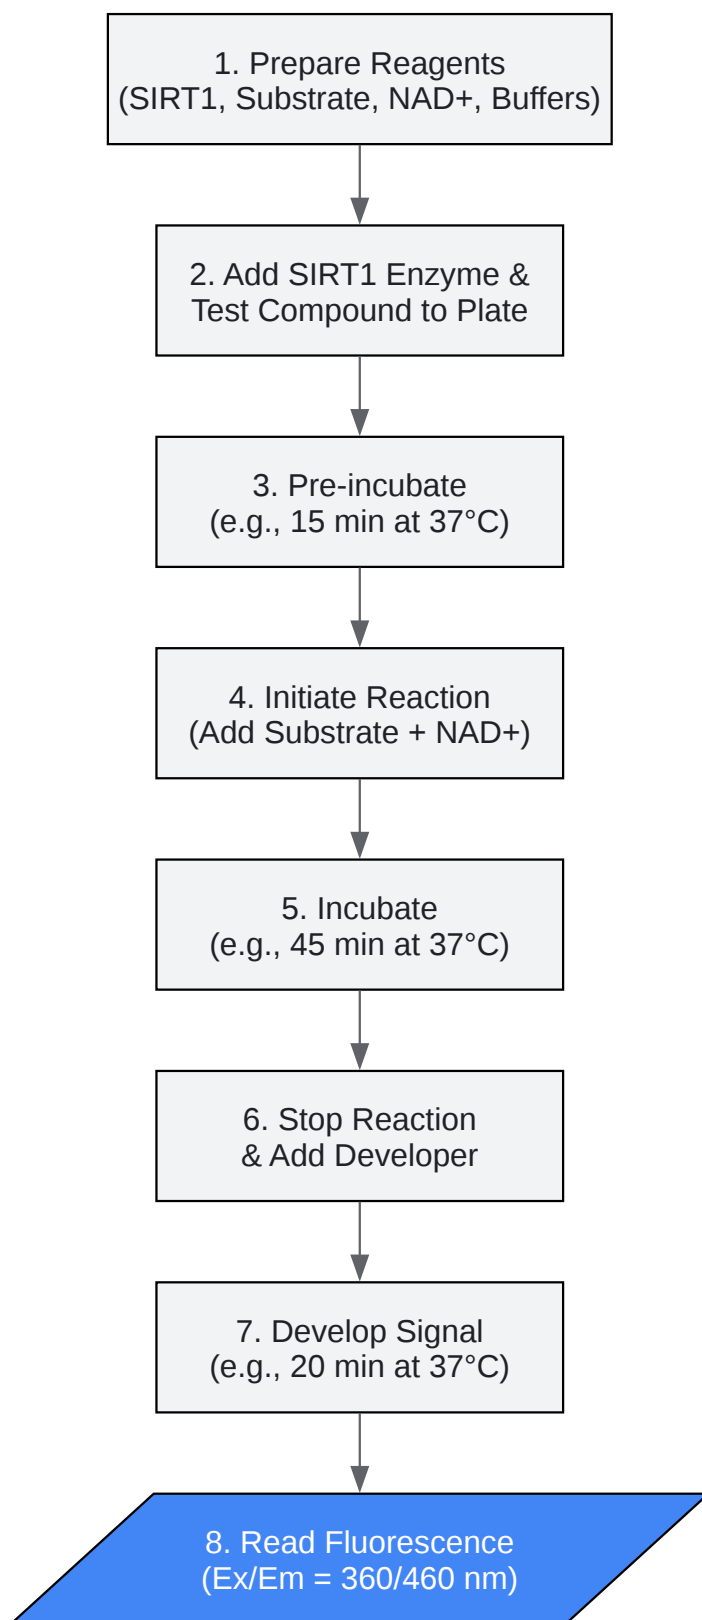 1. Prepare Reagents
(SIRT1, Substrate, NAD+, Buffers)
2. Add SIRT1 Enzyme &
Test Compound to Plate
3. Pre-incubate
(e.g., 15 min at 37°C)
4. Initiate Reaction
(Add Substrate + NAD+)
5. Incubate
(e.g., 45 min at 37°C)
6. Stop Reaction
& Add Developer
7. Develop Signal
(e.g., 20 min at 37°C)
8. Read Fluorescence
(Ex/Em = 360/460 nm)